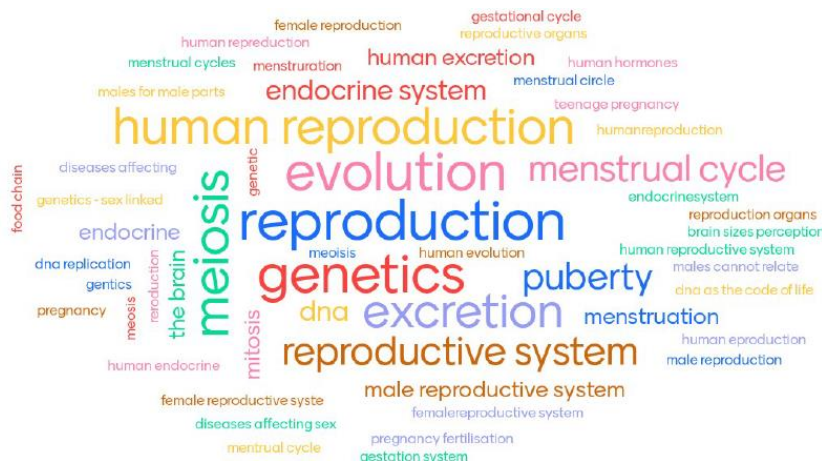 gestational cycle
female reproduction
reproductive organs
human repreduction
human excretion
menstrual cycles
menstruration
human hormones
endocrine system
menstrual circle
males for male parts
teenage pregnancy
human reproduction
humanreproduction
food chain
diseases affecting
genetic
evolution
menstrual cycle
genetics - sex linked
meiosis
endocrinesystem
reproduction
reproduction organs
endocrine
brain sizes perception
meoisis
human evolution
human reproductive system
dna replication
the brain
genetics
puberty
males cannot relate
gentics
reroduction
dna as the code of life
pregnancy
meosis
dna
excretion
menstruation
mitosis
human eproduction
reproductive system
male reproduction
human endocrine
male reproductive system
female reproductive syste
femalereproductive system
diseases affecting sex
pregnancy fertilisation
mentrual cycle
gestation system